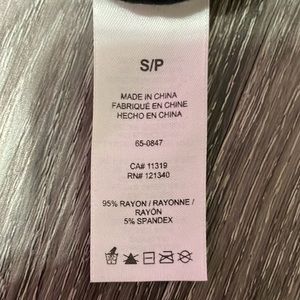 S/P
MADE IN CHINA
FABRIQUÉ EN CHINE
HECHO EN CHINA
65-0847
CA# 11319
RN# 121340
95% RAYON / RAYONNE /
RAYÓN
5% SPANDEX